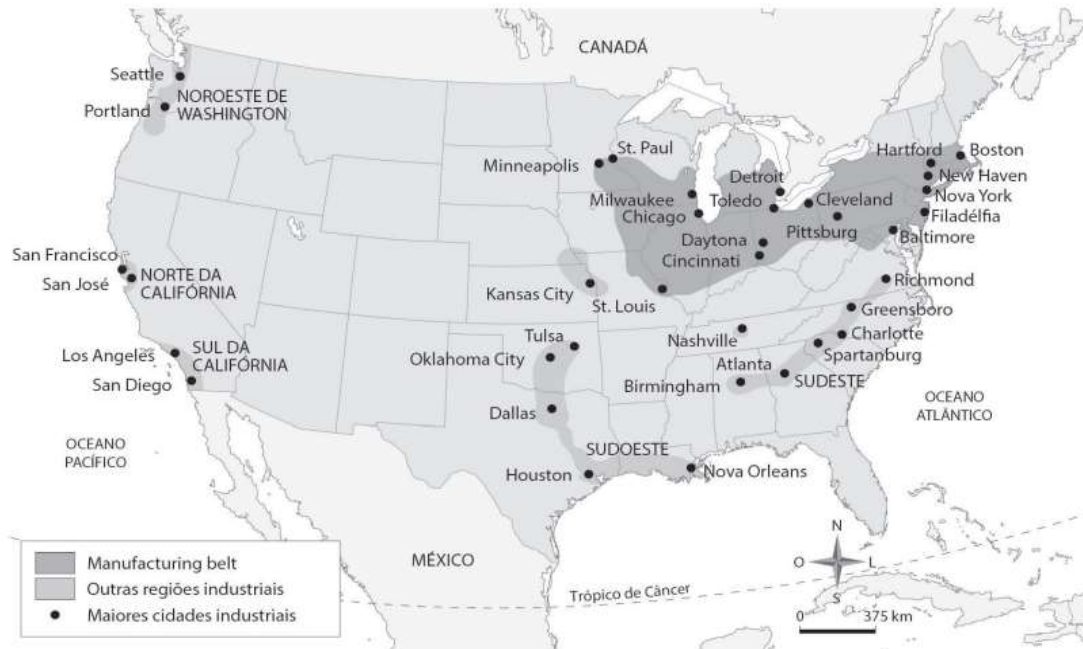 CANADÁ
Seattle
NOROESTE DE
WASHINGTON
Portland
St. Paul
Minneapolis
Hartford
Boston
New Haven
Nova York
Filadélfia
Baltimore
Detroit
Milwaukee
Toledo
Cleveland
Chicago
Pittsburg
Daytona
Cincinnati
San Francisco
NORTE DA
CALIFÓRNIA
San José
Kansas City
St. Louis
Richmond
Greensboro
Charlotte
Spartanburg
Nashville
Tulsa
Oklahoma City
Atlanta
Birmingham
SUDESTE
Los Angeles
SUL DA
CALIFÓRNIA
San Diego
Dallas
OCEANO
ATLÂNTICO
OCEANO
PACÍFICO
SUDOESTE
Houston
Nova Orleans
MÉXICO
Trópico de Câncer
N
O
L
S
0 375 km
Manufacturing belt
Outras regiões industriais
Maiores cidades industriais